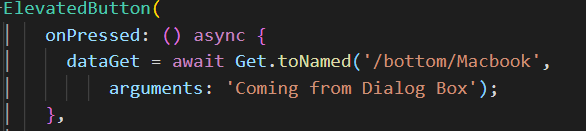 ElevatedButton(
onPressed: () async {
dataGet = await Get.toNamed('/bottom/Macbook',
arguments: 'Coming from Dialog Box');
},